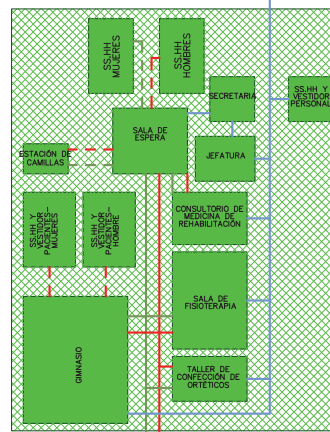 SS.HH
MUJERES
SS.HH
HOMBRES
SECRETARIA
SS.HH Y
VESTIDOR
PERSONAL
SALA DE
ESPERA
ESTACIÓN DE
CAMILLAS
JEFATURA
SS.HH Y
VESTIDOR
PACIENTES-
MUJERES
SS.HH Y
VESTIDOR
PACIENTES-
HOMBRE
CONSULTORIO DE
MEDICINA DE
REHABILITACIÓN
SALA DE
FISIOTERAPIA
GIMNASIO
TALLER DE
CONFECCIÓN DE
ORTÉTICOS